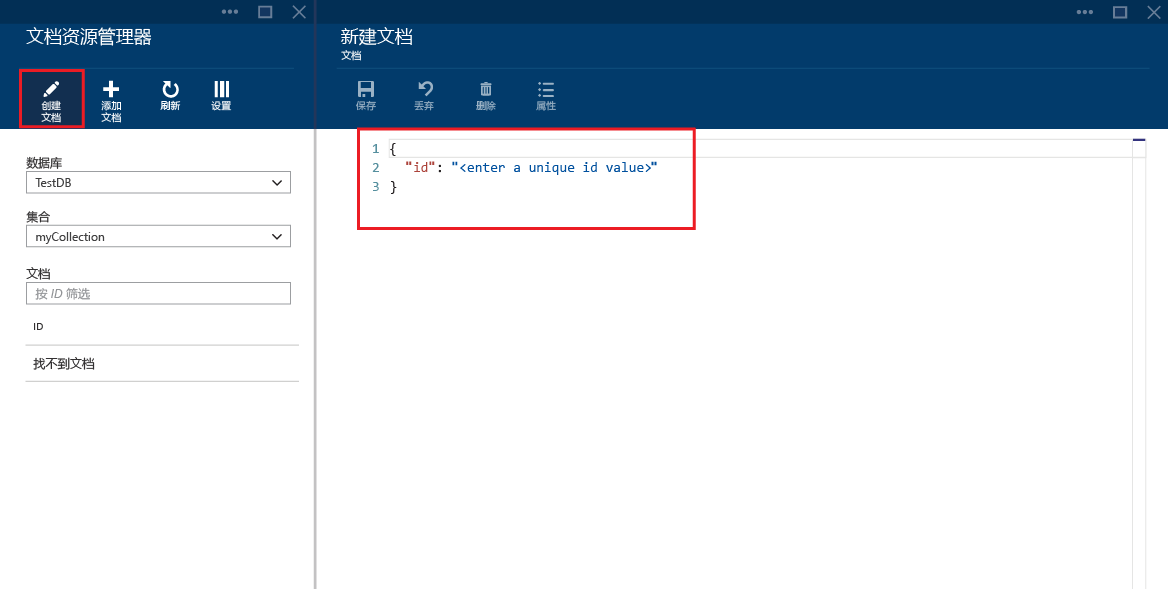 文档资源管理器
创建
文档
添加
文档
刷新
设置
数据库
TestDB
集合
myCollection
文档
按 ID 筛选
ID
找不到文档
新建文档
文档
保存
丢弃
删除
属性
1 {
2 "id": "<enter a unique id value>"
3 }